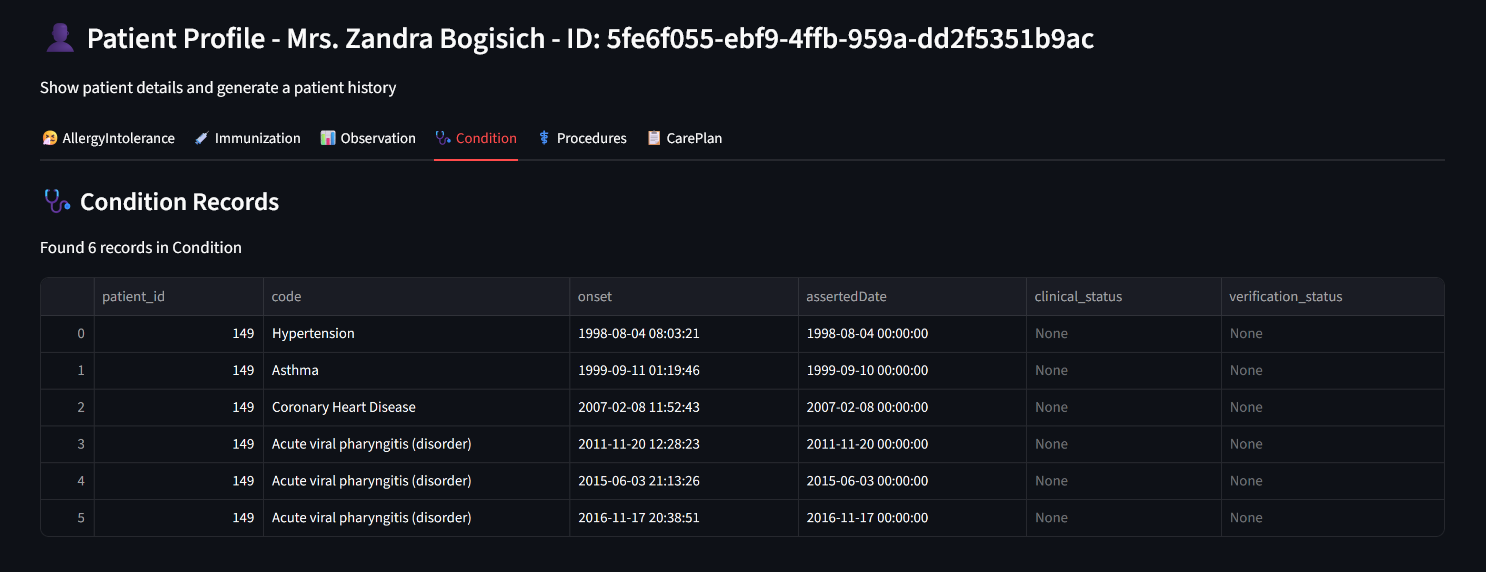 Patient Profile - Mrs. Zandra Bogisich - ID: 5fe6f055-ebf9-4ffb-959a-dd2f5351b9ac
Show patient details and generate a patient history
AllergyIntolerance Immunization Observation Condition Procedures CarePlan
Condition Records
Found 6 records in Condition
patient_id code onset assertedDate clinical_status verification_status
0 149 Hypertension 1998-08-04 08:03:21 1998-08-04 00:00:00 None None
1 149 Asthma 1999-09-11 01:19:46 1999-09-10 00:00:00 None None
2 149 Coronary Heart Disease 2007-02-08 11:52:43 2007-02-08 00:00:00 None None
3 149 Acute viral pharyngitis (disorder) 2011-11-20 12:28:23 2011-11-20 00:00:00 None None
4 149 Acute viral pharyngitis (disorder) 2015-06-03 21:13:26 2015-06-03 00:00:00 None None
5 149 Acute viral pharyngitis (disorder) 2016-11-17 20:38:51 2016-11-17 00:00:00 None None